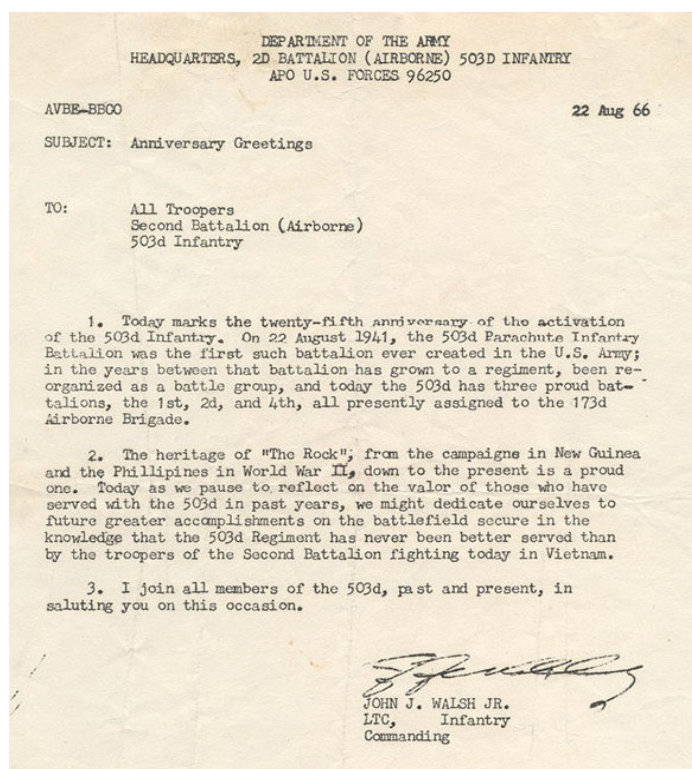 DEPARTMENT OF THE ARMY
HEADQUARTERS, 2D BATTALION (AIRBORNE) 503D INFANTRY
APO U.S. FORCES 96250
AVBE-BBCO 22 Aug 66
SUBJECT: Anniversary Greetings
TO: All Troopers
Second Battalion (Airborne)
503d Infantry
1. Today marks the twenty-fifth anniversary of the activation
of the 503d Infantry. On 22 August 1941, the 503d Parachute Infantry
Battalion was the first such battalion ever created in the U.S. Army;
in the years between that battalion has grown to a regiment, been re-
organized as a battle group, and today the 503d has three proud bat-
talions, the 1st, 2d, and 4th, all presently assigned to the 173d
Airborne Brigade.
2. The heritage of "The Rock", from the campaigns in New Guinea
and the Phillipines in World War II, down to the present is a proud
one. Today as we pause to reflect on the valor of those who have
served with the 503d in past years, we might dedicate ourselves to
future greater accomplishments on the battlefield secure in the
knowledge that the 503d Regiment has never been better served than
by the troopers of the Second Battalion fighting today in Vietnam.
3. I join all members of the 503d, past and present, in
saluting you on this occasion.
JOHN J. WALSH JR.
LTC, Infantry
Commanding